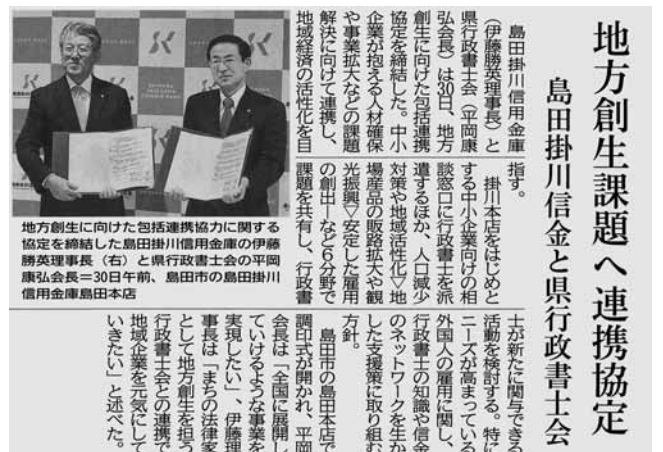 地方創生課題へ連携協定
島田掛川信金と県行政書士会
島田掛川信用金庫
（伊藤勝英理事長）と
県行政書士会（平岡康
弘会長）は30日、地方
創生に向けた包括連携
協定を締結した。中小
企業が抱える人材確保
や事業拡大などの課題
解決に向けて連携し、
地域経済の活性化を目
指す。
掛川本店をはじめと
する中小企業向けの相
談窓口に行政書士を派
遣するほか、人口減少
対策や地域活性化▽地
場産品の販路拡大や観
光振興▽安定した雇用
の創出―など6分野で
課題を共有し、行政書
士が新たに関与できる
活動を検討する。特に
ニーズが高まっている
外国人の雇用に関し、
行政書士の知識や信金
のネットワークを生か
した支援策に取り組む
方針。
島田市の島田本店で
調印式が開かれ、平岡
会長は「全国に展開し
ていけるような事業を
実現したい」、伊藤理
事長は「まちの法律家
として地方創生を担う
行政書士会との連携で
地域企業を元気にして
いきたい」と述べた。
地方創生に向けた包括連携協力に関する
協定を締結した島田掛川信用金庫の伊藤
勝英理事長（右）と県行政書士会の平岡
康弘会長＝30日午前、島田市の島田掛川
信用金庫島田本店